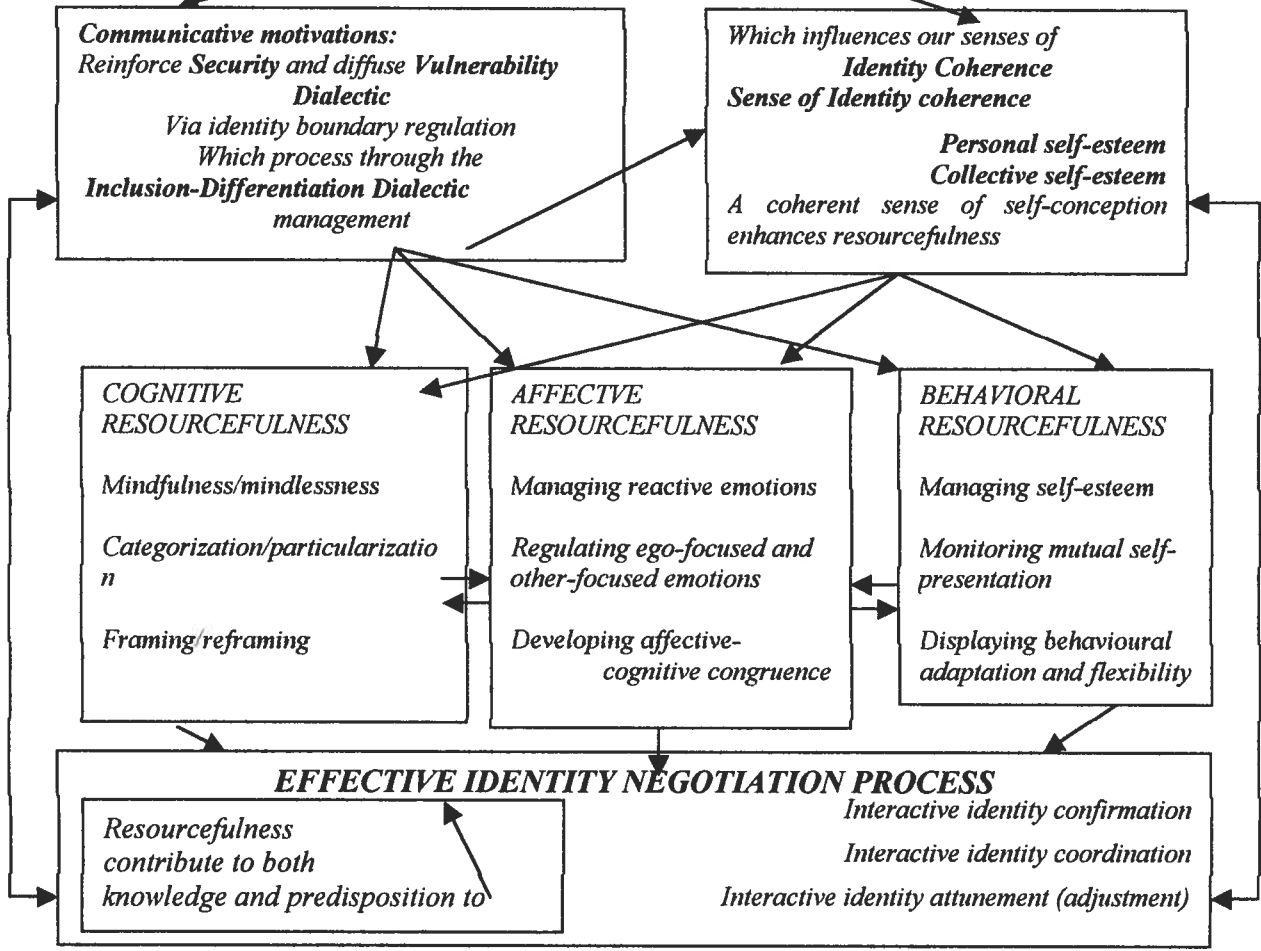 Communicative motivations:
Reinforce Security and diffuse Vulnerability
Dialectic
Via identity boundary regulation
Which process through the
Inclusion-Differentiation Dialectic
management
Which influences our senses of
Identity Coherence
Sense of Identity coherence
Personal self-esteem
Collective self-esteem
A coherent sense of self-conception
enhances resourcefulness
COGNITIVE
RESOURCEFULNESS
Mindfulness/mindlessness
Categorization/particularizatio
n
Framing/reframing
AFFECTIVE
RESOURCEFULNESS
Managing reactive emotions
Regulating ego-focused and
other-focused emotions
Developing affective-
cognitive congruence
BEHAVIORAL
RESOURCEFULNESS
Managing self-esteem
Monitoring mutual self-
presentation
Displaying behavioural
adaptation and flexibility
EFFECTIVE IDENTITY NEGOTIATION PROCESS
Resourcefulness
contribute to both
knowledge and predisposition to
Interactive identity confirmation
Interactive identity coordination
Interactive identity attunement (adjustment)